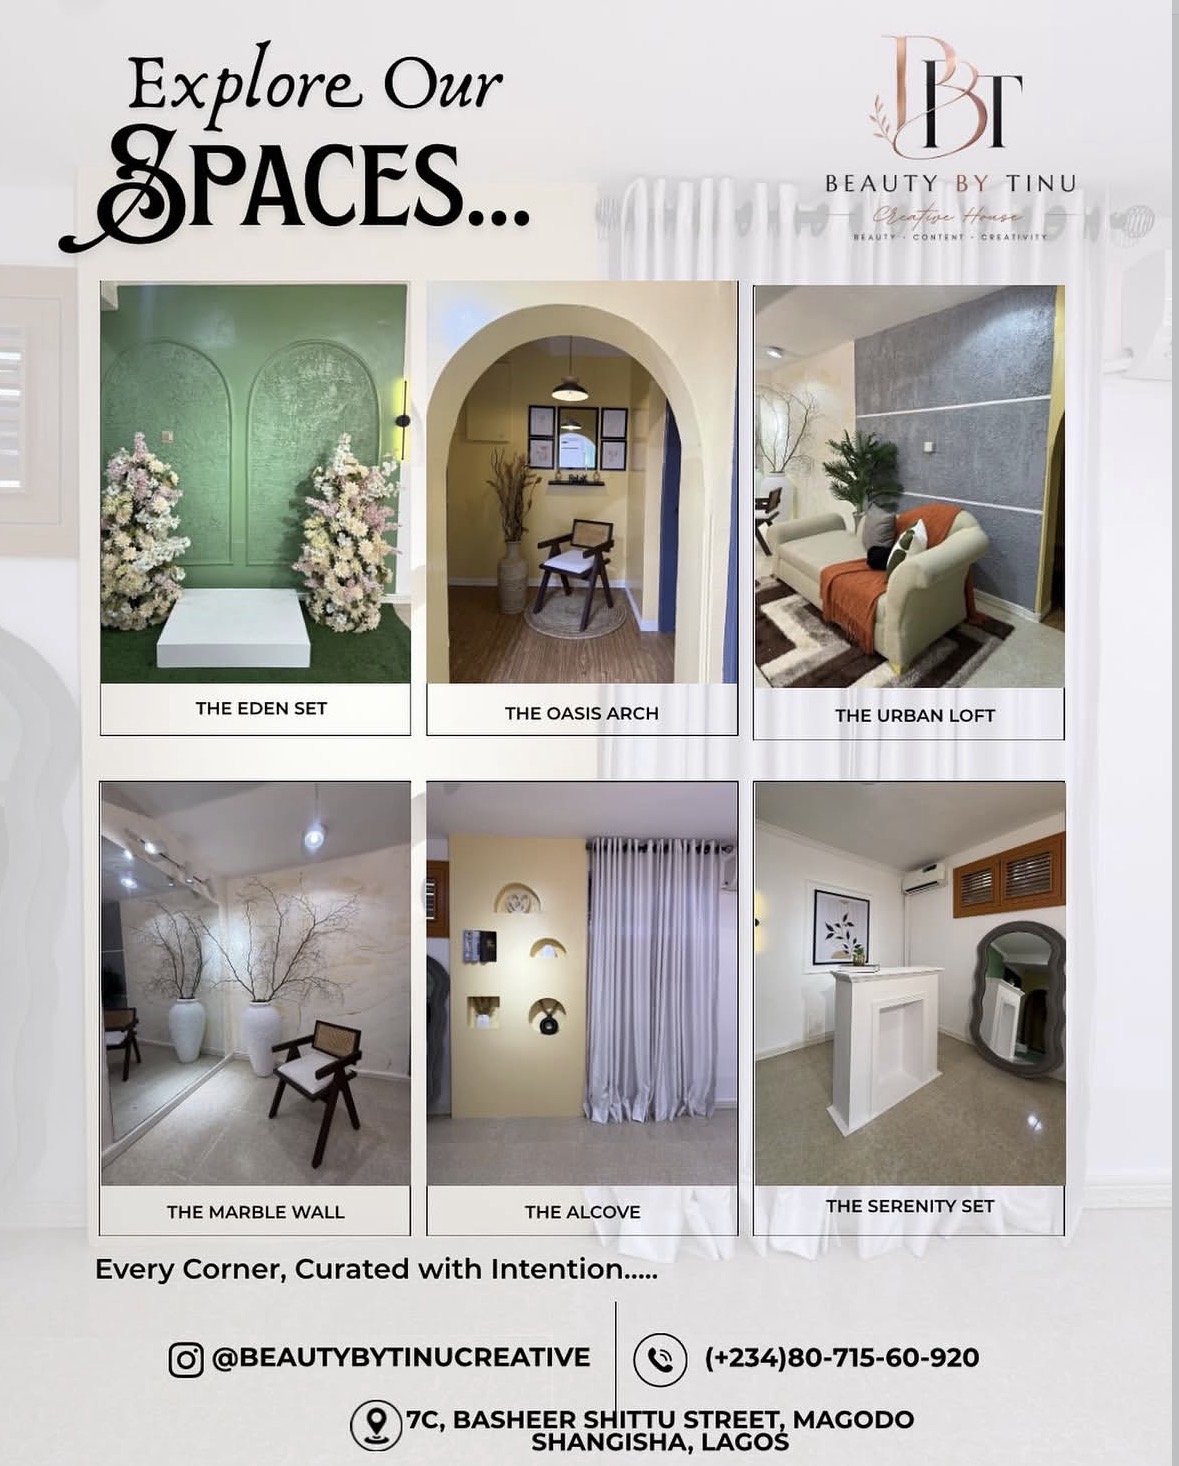 Explore Our
SPACES...
BBT
BEAUTY BY TINU
Creative House
BEAUTY • CONTENT • CREATIVITY
THE EDEN SET
THE OASIS ARCH
THE URBAN LOFT
THE MARBLE WALL
THE ALCOVE
THE SERENITY SET
Every Corner, Curated with Intention.....
@BEAUTYBYTINUCREATIVE
(+234)80-715-60-920
7C, BASHEER SHITTU STREET, MAGODO
SHANGISHA, LAGOS